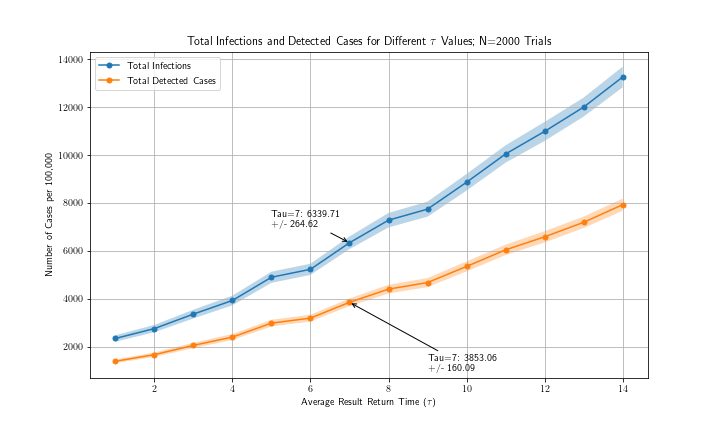 Total Infections and Detected Cases for Different τ Values; N=2000 Trials
14000
12000
10000
8000
6000
4000
2000
Number of Cases per 100,000
Total Infections
Total Detected Cases
Tau=7: 6339.71
+/- 264.62
Tau=7: 3853.06
+/- 160.09
2 4 6 8 10 12 14
Average Result Return Time (τ)